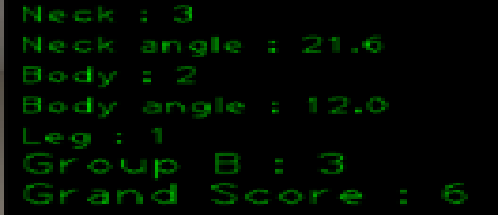 Neck : 3
Neck angle : 21.6
Body : 2
Body angle : 12.0
Leg : 1
Group B : 3
Grand Score : 6